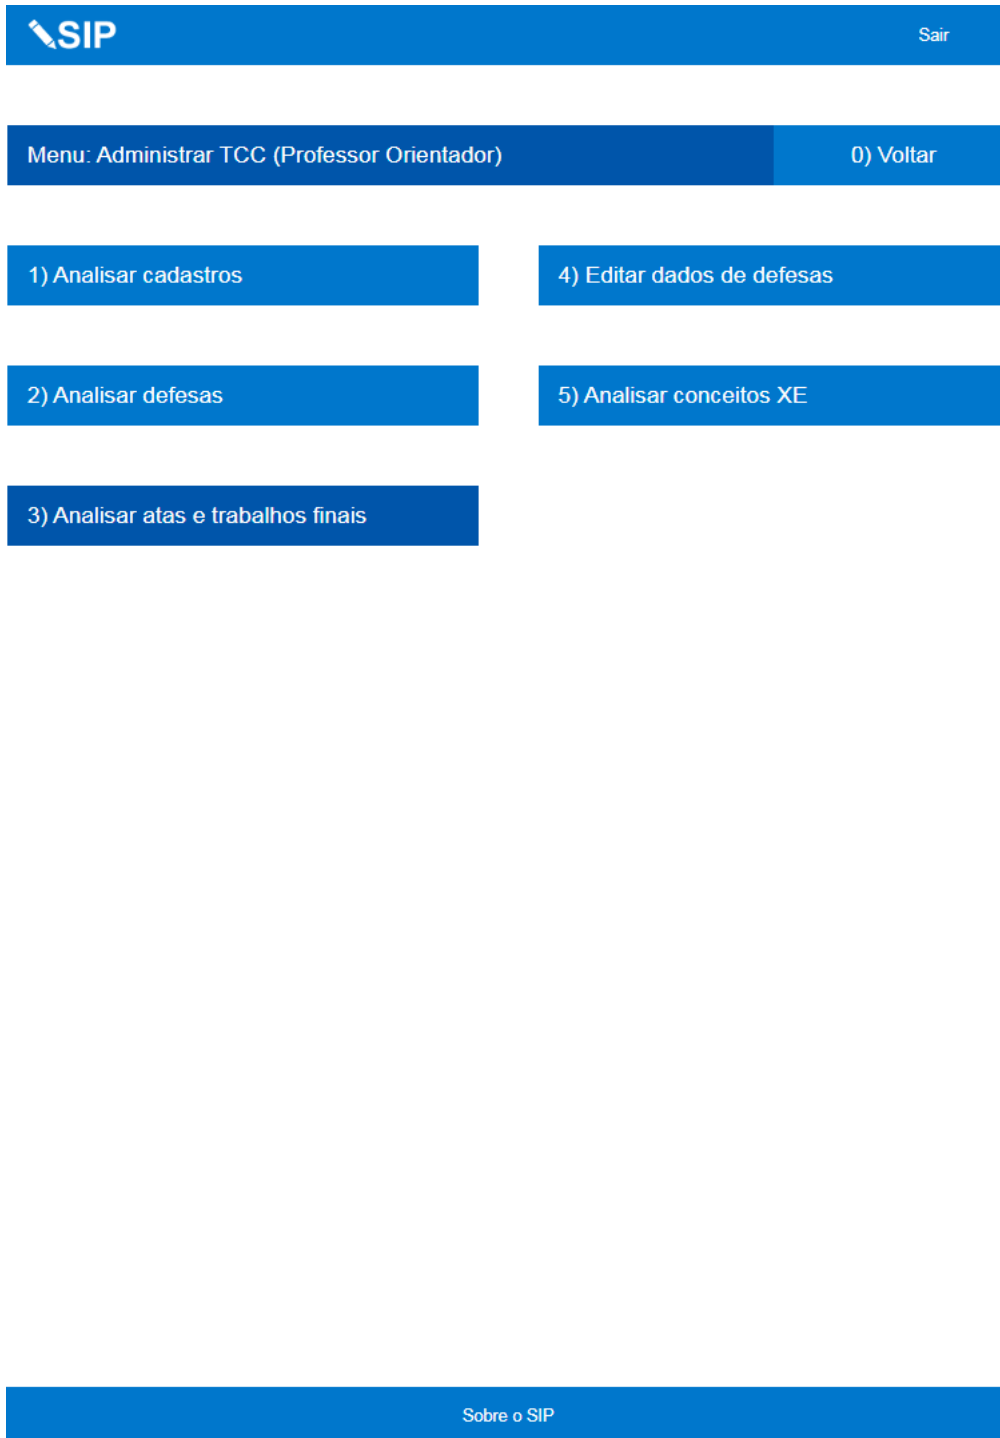 SIP
Sair
Menu: Administrar TCC (Professor Orientador)
0) Voltar
1) Analisar cadastros
2) Analisar defesas
3) Analisar atas e trabalhos finais
4) Editar dados de defesas
5) Analisar conceitos XE
Sobre o SIP